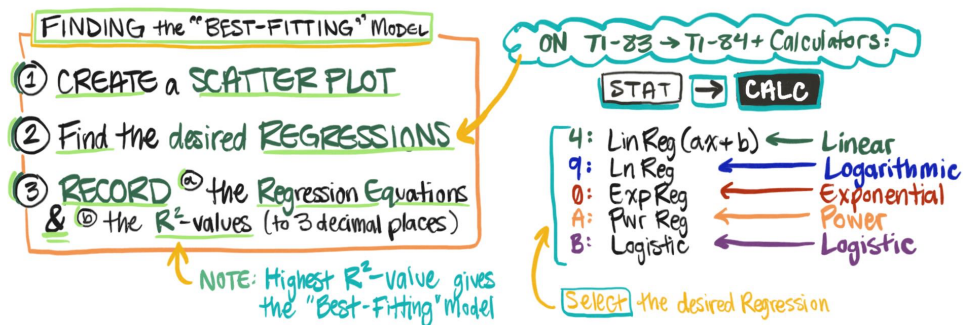 FINDING the "BEST-FITTING" MODEL
① CREATE a SCATTER PLOT
② Find the desired REGRESSIONS
③ RECORD ⓐ the Regression Equations
& ⓑ the R²-values (to 3 decimal places)
NOTE: Highest R²-value gives
the "Best-Fitting" Model
ON TI-83 → TI-84+ Calculators:
STAT → CALC
4: LinReg (ax+b) ← Linear
9: LnReg ← Logarithmic
0: ExpReg ← Exponential
A: Pwr Reg ← Power
B: Logistic ← Logistic
Select the desired Regression